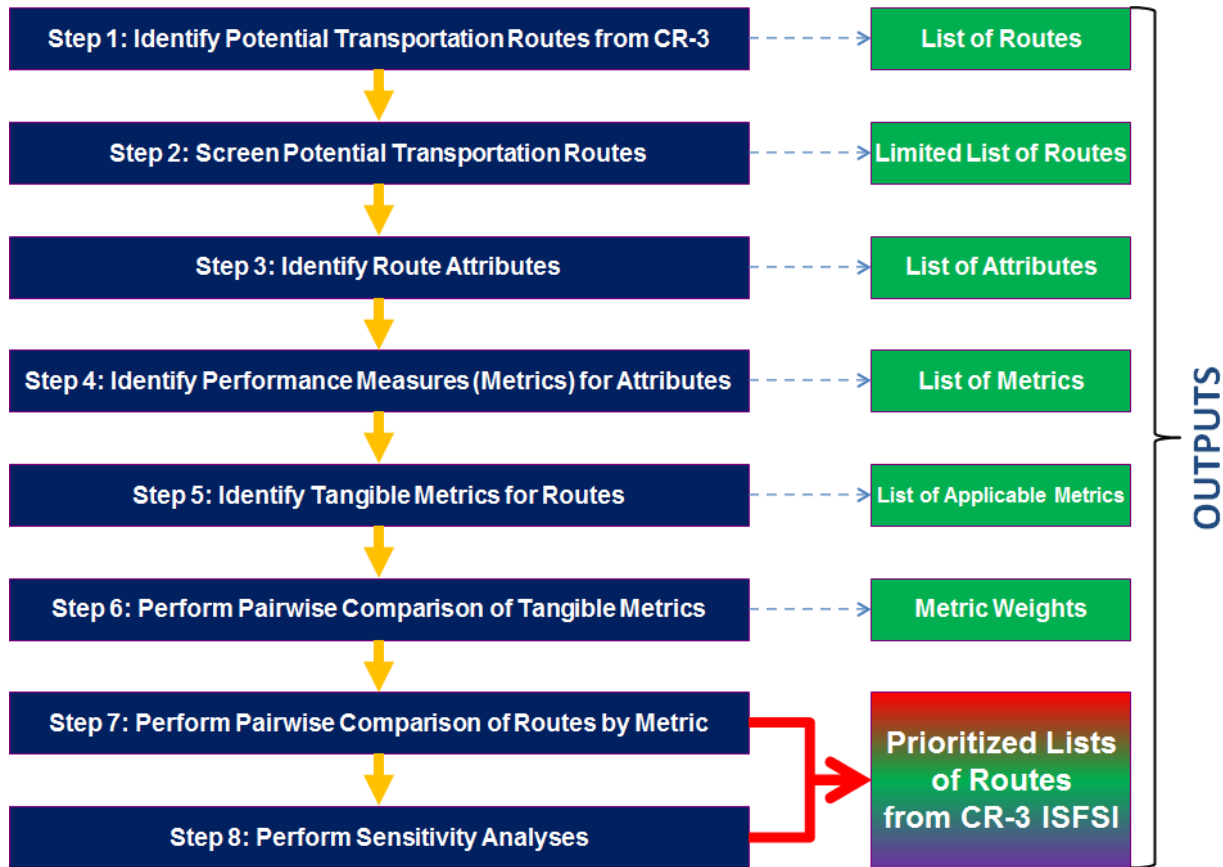 Step 1: Identify Potential Transportation Routes from CR-3
List of Routes
Step 2: Screen Potential Transportation Routes
Limited List of Routes
Step 3: Identify Route Attributes
List of Attributes
Step 4: Identify Performance Measures (Metrics) for Attributes
List of Metrics
Step 5: Identify Tangible Metrics for Routes
List of Applicable Metrics
Step 6: Perform Pairwise Comparison of Tangible Metrics
Metric Weights
Step 7: Perform Pairwise Comparison of Routes by Metric
Step 8: Perform Sensitivity Analyses
Prioritized Lists
of Routes
from CR-3 ISFSI
OUTPUTS